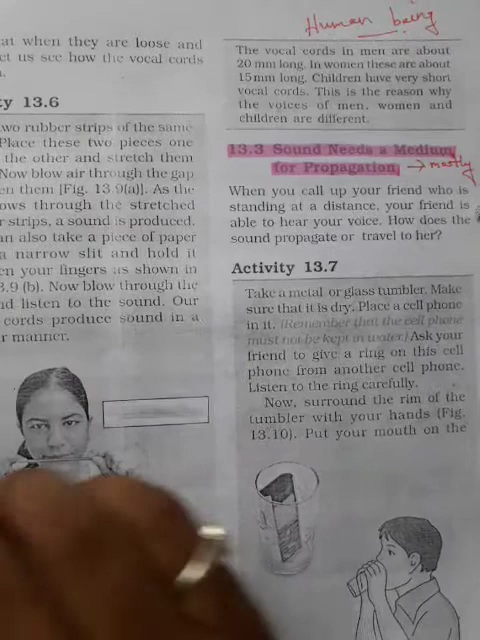 at when they are loose and
et us see how the vocal cords
ty 13.6
two rubber strips of the same
Place these two pieces one
the other and stretch them
Now blow air through the gap
en them [Fig. 13.9(a)]. As the
ows through the stretched
r strips, a sound is produced.
an also take a piece of paper
a narrow slit and hold it
en your fingers as shown in
3.9 (b). Now blow through the
nd listen to the sound. Our
cords produce sound in a
r manner.
Human being
The vocal cords in men are about
20 mm long. In women these are about
15mm long. Children have very short
vocal cords. This is the reason why
the voices of men, women and
children are different.
13.3 Sound Needs a Medium
for Propagation → mostly
When you call up your friend who is
standing at a distance, your friend is
able to hear your voice. How does the
sound propagate or travel to her?
Activity 13.7
Take a metal or glass tumbler. Make
sure that it is dry. Place a cell phone
in it. (Remember that the cell phone
must not be kept in water.) Ask your
friend to give a ring on this cell
phone from another cell phone.
Listen to the ring carefully.
Now, surround the rim of the
tumbler with your hands (Fig.
13.10). Put your mouth on the